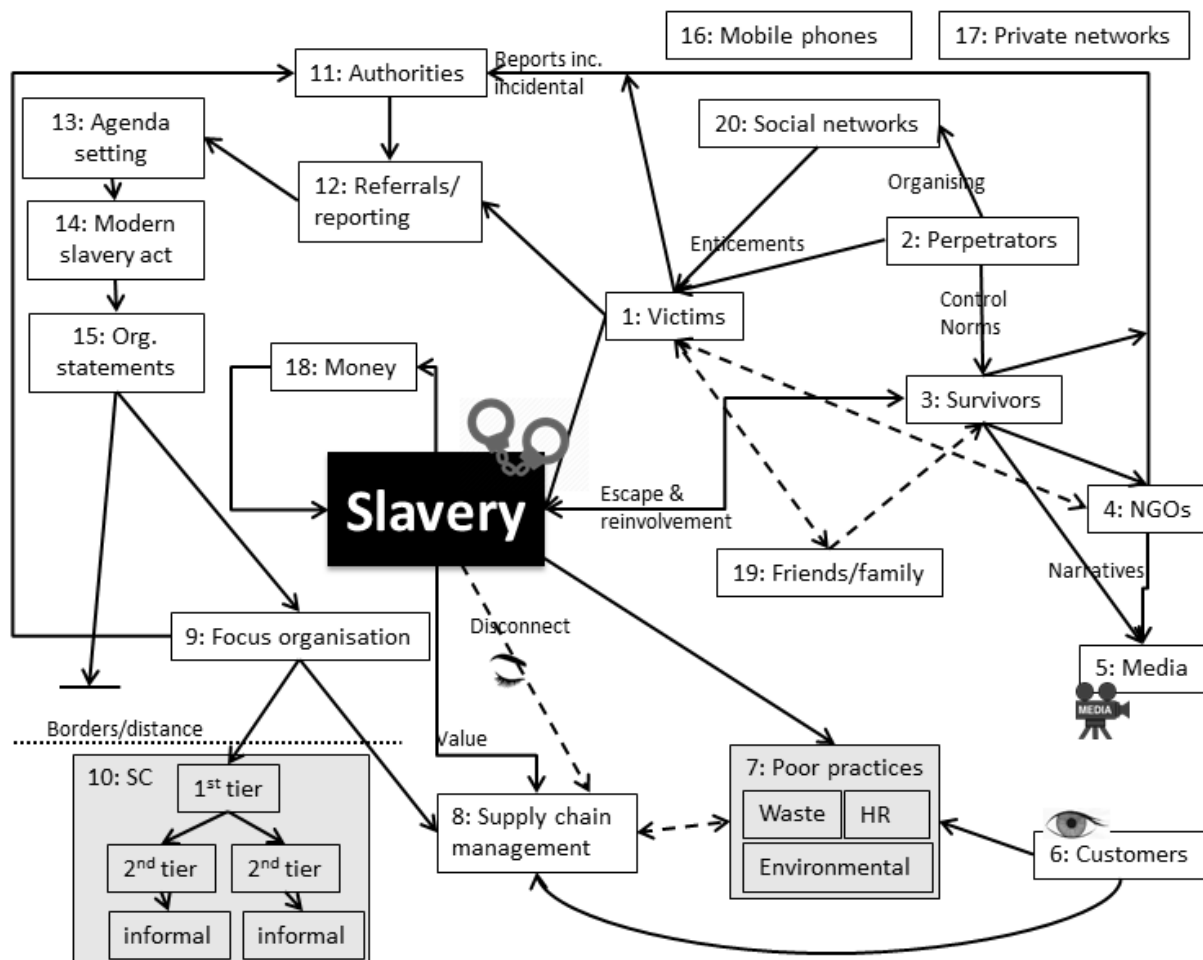 16: Mobile phones
17: Private networks
11: Authorities
Reports inc.
incidental
13: Agenda
setting
20: Social networks
12: Referrals/
reporting
Organising
14: Modern
slavery act
Enticements
2: Perpetrators
1: Victims
Control
Norms
15: Org.
statements
18: Money
3: Survivors
Slavery
Escape &
reinvolvement
4: NGOs
19: Friends/family
Narratives
9: Focus organisation
Disconnect
5: Media
MEDIA
Borders/distance
Value
10: SC
1st tier
7: Poor practices
Waste
HR
Environmental
8: Supply chain
management
6: Customers
2nd tier
2nd tier
informal
informal